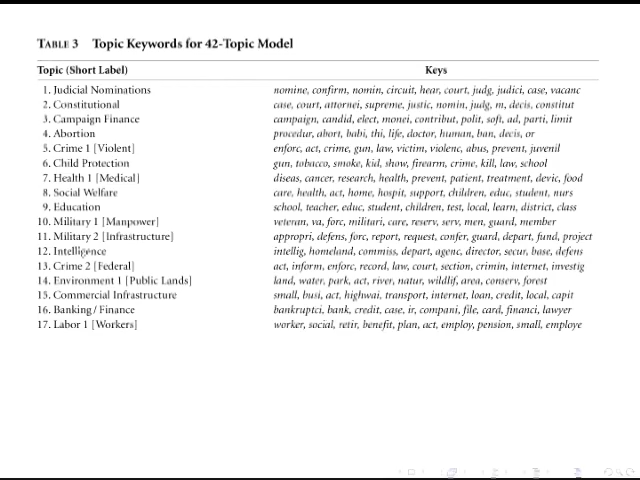 TABLE 3 Topic Keywords for 42-Topic Model
Topic (Short Label) Keys
1. Judicial Nominations nomine, confirm, nomin, circuit, hear, court, judg, judici, case, vacanc
2. Constitutional case, court, attornei, supreme, justic, nomin, judg, m, decis, constitut
3. Campaign Finance campaign, candid, elect, monei, contribut, polit, soft, ad, parti, limit
4. Abortion procedur, abort, babi, thi, life, doctor, human, ban, decis, or
5. Crime 1 [Violent] enforc, act, crime, gun, law, victim, violenc, abus, prevent, juvenil
6. Child Protection gun, tobacco, smoke, kid, show, firearm, crime, kill, law, school
7. Health 1 [Medical] diseas, cancer, research, health, prevent, patient, treatment, devic, food
8. Social Welfare care, health, act, home, hospit, support, children, educ, student, nurs
9. Education school, teacher, educ, student, children, test, local, learn, district, class
10. Military 1 [Manpower] veteran, va, forc, militari, care, reserv, serv, men, guard, member
11. Military 2 [Infrastructure] appropri, defens, forc, report, request, confer, guard, depart, fund, project
12. Intelligence intellig, homeland, commiss, depart, agenc, director, secur, base, defens
13. Crime 2 [Federal] act, inform, enforc, record, law, court, section, crimin, internet, investig
14. Environment 1 [Public Lands] land, water, park, act, river, natur, wildlif, area, conserv, forest
15. Commercial Infrastructure small, busi, act, highwai, transport, internet, loan, credit, local, capit
16. Banking / Finance bankruptci, bank, credit, case, ir, compani, file, card, financi, lawyer
17. Labor 1 [Workers] worker, social, retir, benefit, plan, act, employ, pension, small, employe